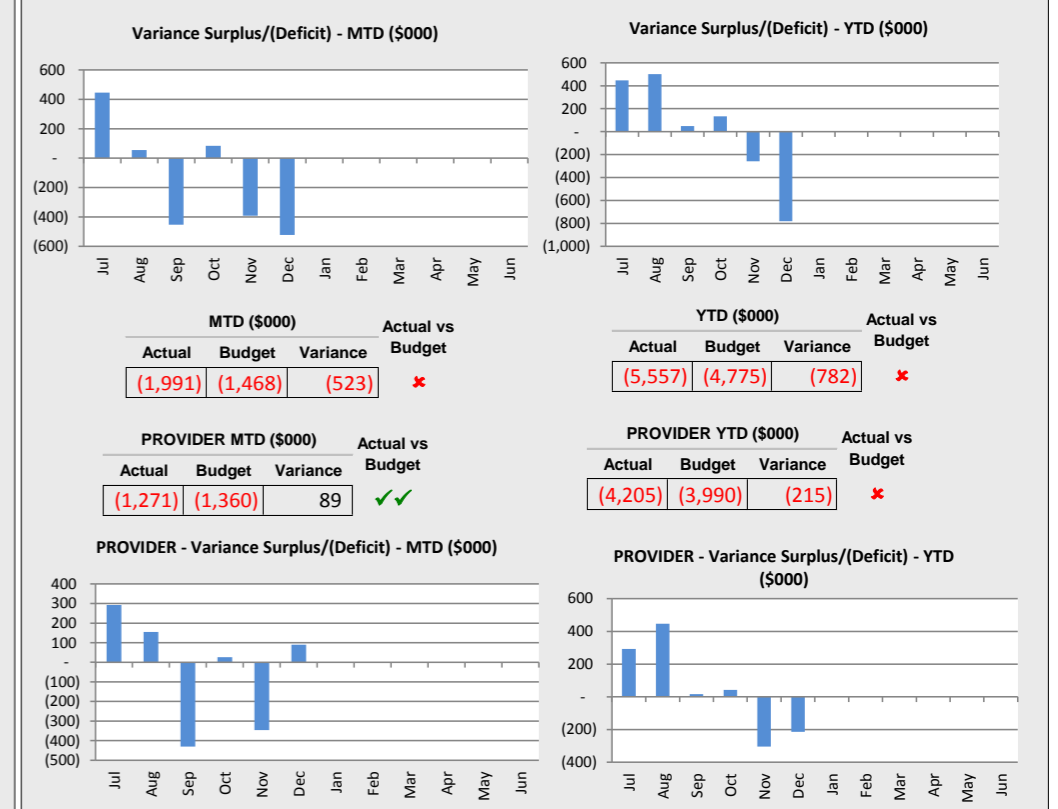 Variance Surplus/(Deficit) - MTD ($000)
600
400
200
-
(200)
(400)
(600)
Jul Aug Sep Oct Nov Dec Jan Feb Mar Apr May Jun
Variance Surplus/(Deficit) - YTD ($000)
600
400
200
-
(200)
(400)
(600)
(800)
(1,000)
Jul Aug Sep Oct Nov Dec Jan Feb Mar Apr May Jun
MTD ($000) Actual vs
Budget
Actual Budget Variance
(1,991) (1,468) (523) ✖
YTD ($000) Actual vs
Budget
Actual Budget Variance
(5,557) (4,775) (782) ✖
PROVIDER MTD ($000) Actual vs
Budget
Actual Budget Variance
(1,271) (1,360) 89 ✓✓
PROVIDER YTD ($000) Actual vs
Budget
Actual Budget Variance
(4,205) (3,990) (215) ✖
PROVIDER - Variance Surplus/(Deficit) - MTD ($000)
400
300
200
100
-
(100)
(200)
(300)
(400)
(500)
Jul Aug Sep Oct Nov Dec Jan Feb Mar Apr May Jun
PROVIDER - Variance Surplus/(Deficit) - YTD
($000)
600
400
200
-
(200)
(400)
Jul Aug Sep Oct Nov Dec Jan Feb Mar Apr May Jun